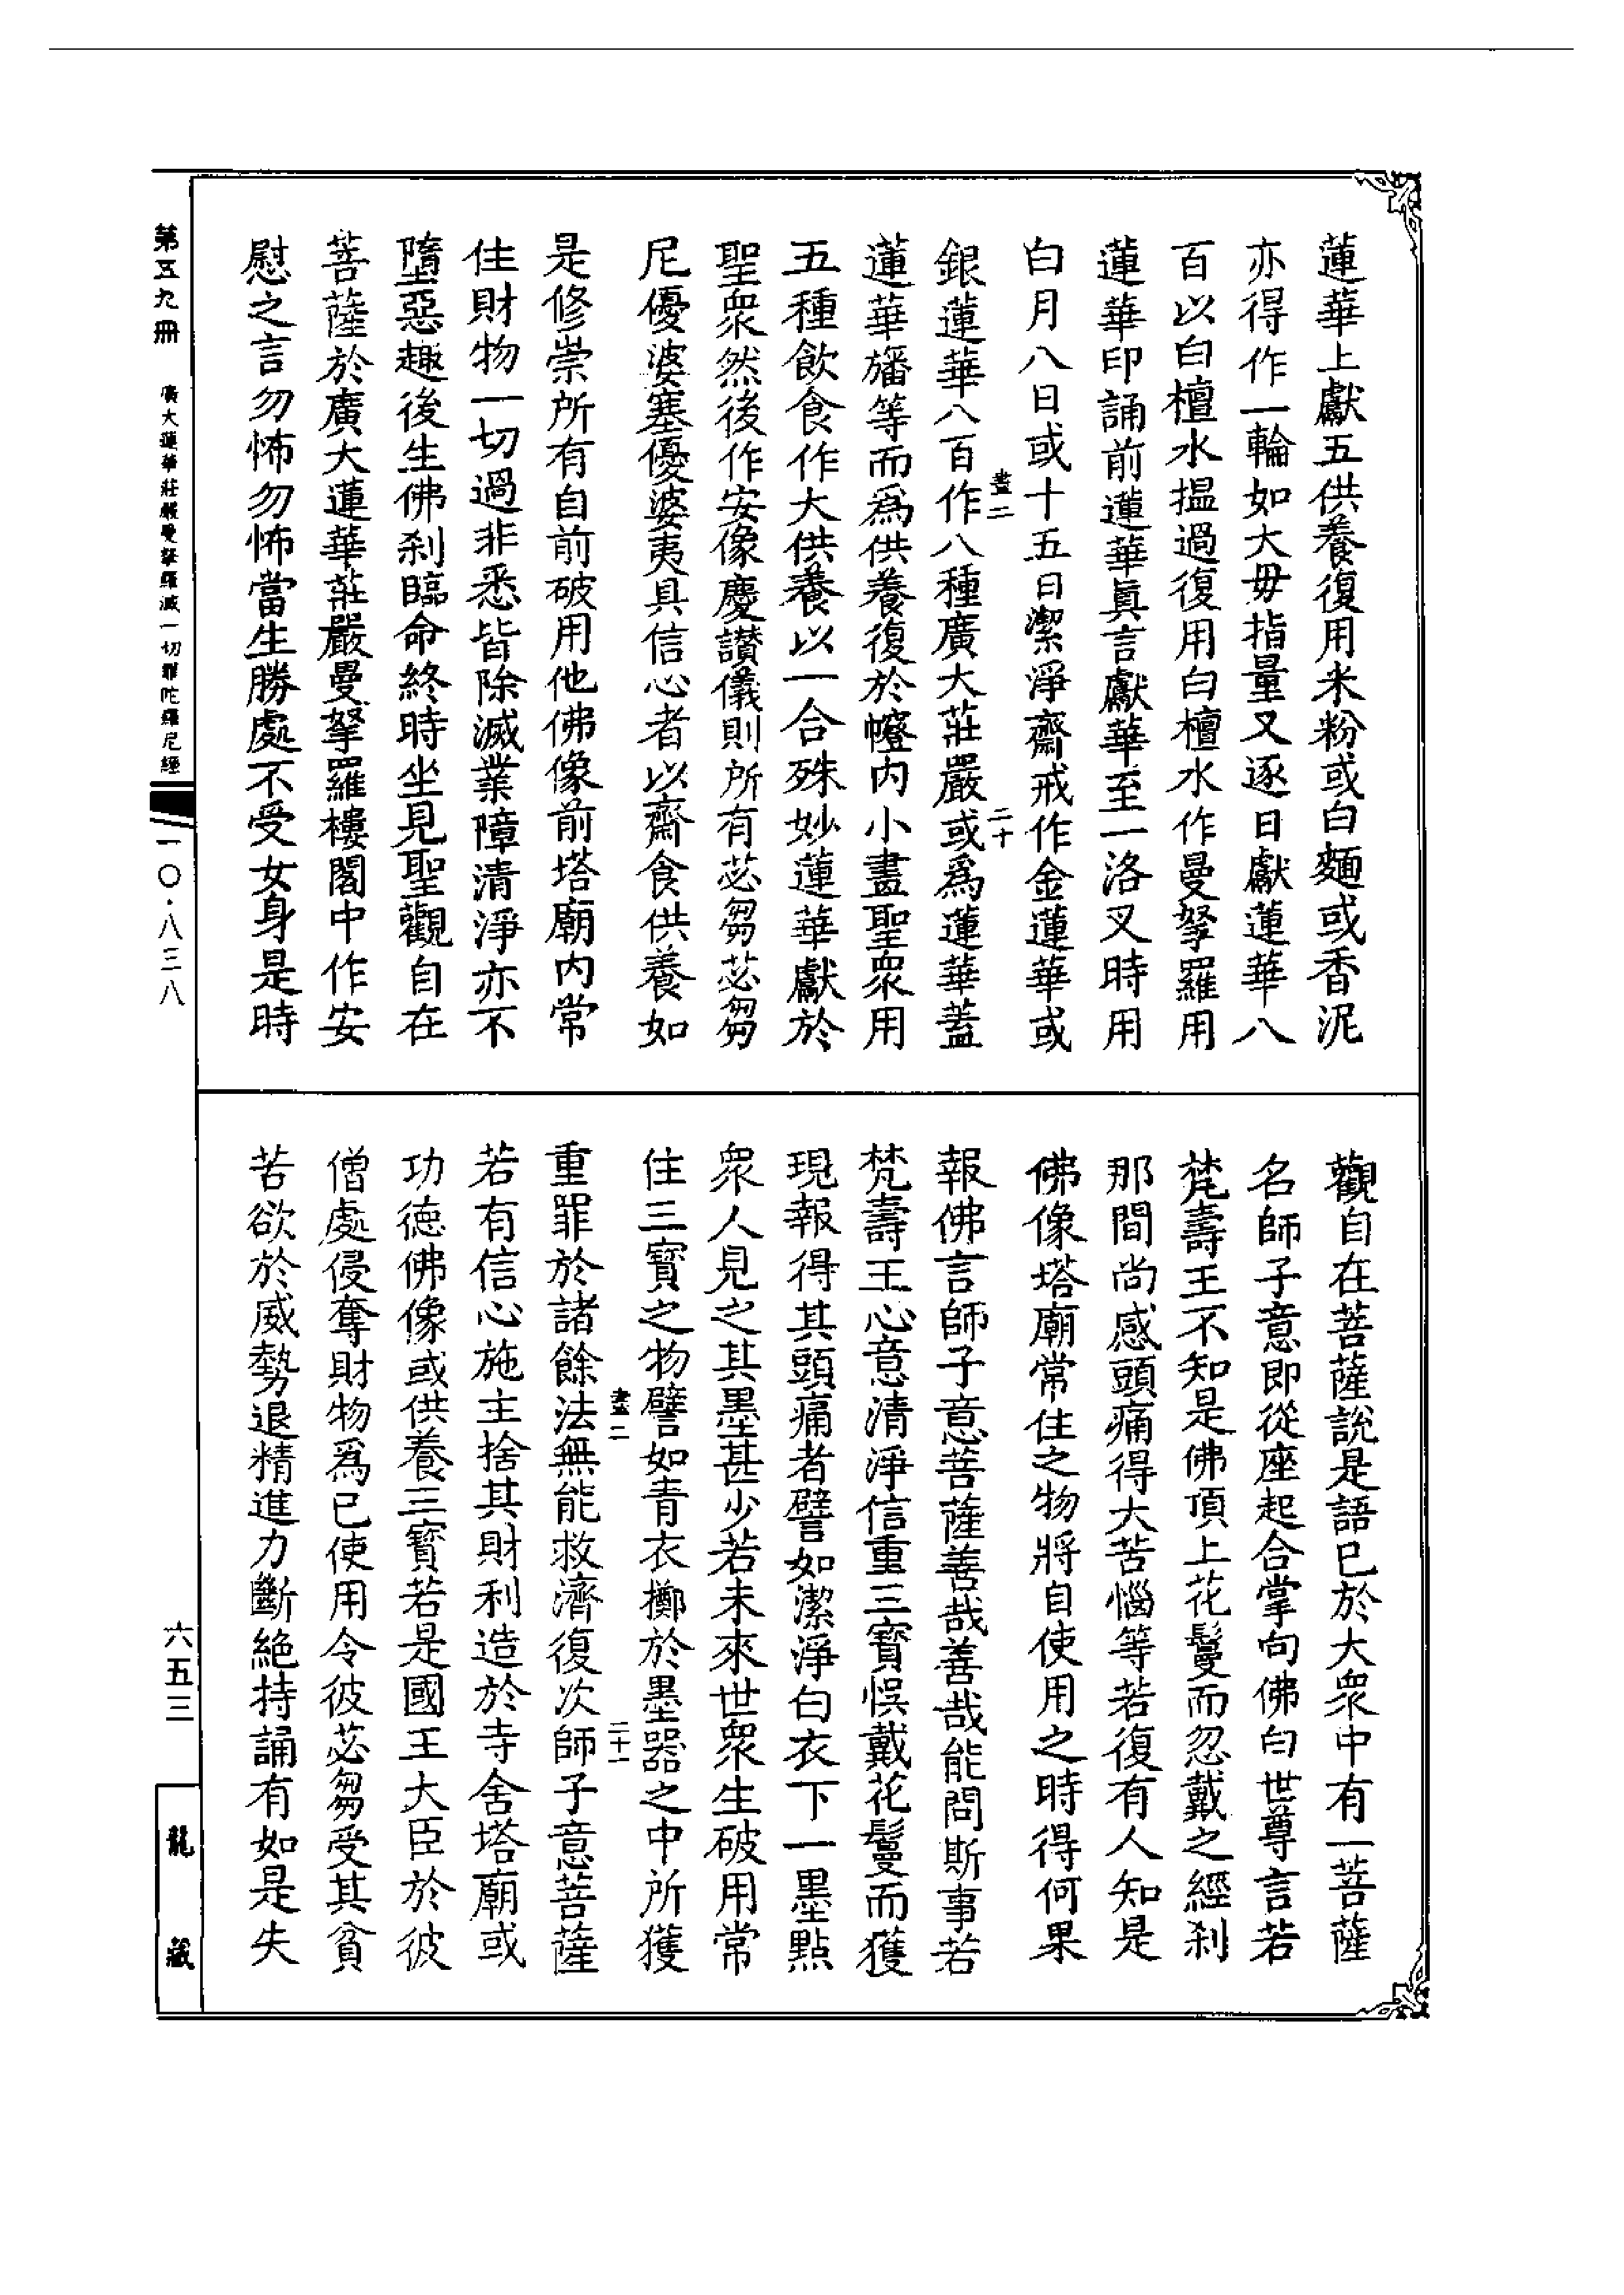 蓮華上獻五供養復用米粉或白麵或香泥
亦得作一輪如大毋指量又逐日獻蓮華八
百以白檀水揾過復用白檀水作曼拏羅用
蓮華印誦前蓮華眞言獻華至一洛叉時用
白月八日或十五日潔淨齋戒作金蓮華或
畫二
二十
銀蓮華八百作八種廣大莊嚴或爲蓮華蓋
蓮華旛等而爲供養復於㡧内小畫聖衆用
五種飲食作大供養以一合殊妙蓮華獻於
聖衆然後作安像慶讃儀則所有苾芻苾芻
尼優婆塞優婆夷具信心者以齋食供養如
是修崇所有自前破用他佛像前塔廟内常
住財物一切過非悉皆除滅業障清淨亦不
墮惡趣後生佛刹臨命終時坐見聖觀自在
菩薩於廣大蓮華莊嚴曼拏羅樓閣中作安
慰之言勿怖勿怖當生勝處不受女身是時
觀自在菩薩說是語已於大衆中有一菩薩
名師子意即從座起合掌向佛白世尊言若
梵壽王不知是佛頂上花鬘而忽戴之經刹
那間尚感頭痛得大苦惱等若復有人知是
佛像塔廟常住之物將自使用之時得何果
報佛言師子意菩薩善哉善哉能問斯事若
梵壽王心意清淨信重三寳悮戴花鬘而獲
現報得其頭痛者譬如潔淨白衣下一墨點
衆人見之其墨甚少若未來世衆生破用常
住三寳之物譬如青衣擲於墨器之中所獲
畫二
二十一
重罪於諸餘法無能救濟復次師子意菩薩
若有信心施主捨其財利造於寺舍塔廟或
功德佛像或供養三寳若是國王大臣於彼
僧處侵奪財物爲已使用令彼苾芻受其貧
苦欲於威勢退精進力斷絕持誦有如是失
第五九冊
廣大蓮華莊嚴曼拏羅滅一切罪陀羅尼經
一〇·八三八
六五三
龍藏